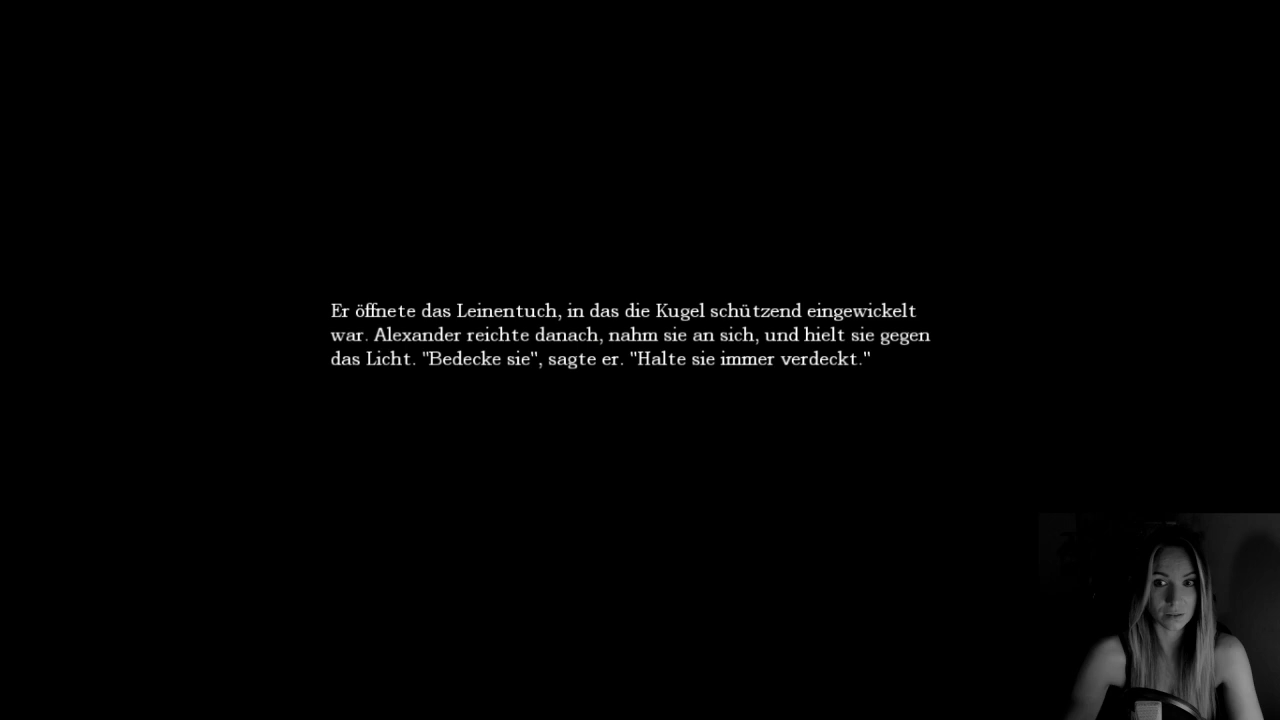 Er öffnete das Leinentuch, in das die Kugel schützend eingewickelt
war. Alexander reichte danach, nahm sie an sich, und hielt sie gegen
das Licht. "Bedecke sie", sagte er. "Halte sie immer verdeckt."